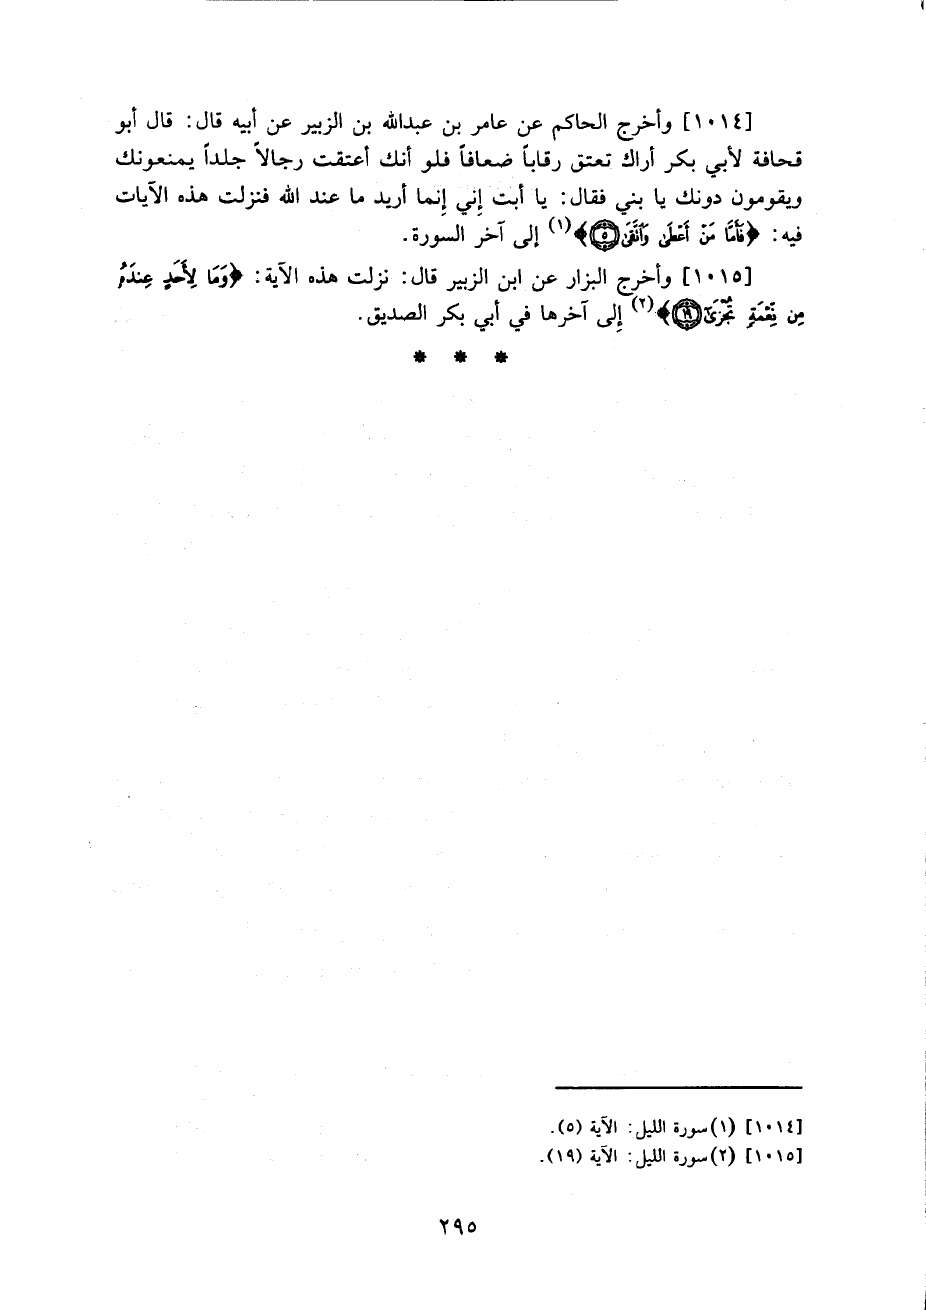 [١٠١٤] وأخرج الحاكم عن عامر بن عبدالله بن الزبير عن أبيه قال: قال أبو
قحافة لأبي بكر أراك تعتق رقاباً ضعافاً فلو أنك أعتقت رجالاً جلداً يمنعونك
ويقومون دونك يا بني فقال: يا أبت إني إنما أريد ما عند الله فنزلت هذه الآيات
فيه: ﴿فَأَمَّا مَنْ أَعْطَىٰ وَٱتَّقَىٰ ۝٥﴾(١) إلى آخر السورة.
[١٠١٥] وأخرج البزار عن ابن الزبير قال: نزلت هذه الآية: ﴿وَمَا لِأَحَدٍ عِندَهُۥ
مِن نِّعْمَةٍ تُجْزَىٰٓ ۝١٩﴾(٢) إلى آخرها في أبي بكر الصديق.
* * *
[١٠١٤] (١) سورة الليل: الآية (٥).
[١٠١٥] (٢) سورة الليل: الآية (١٩).
٢٩٥